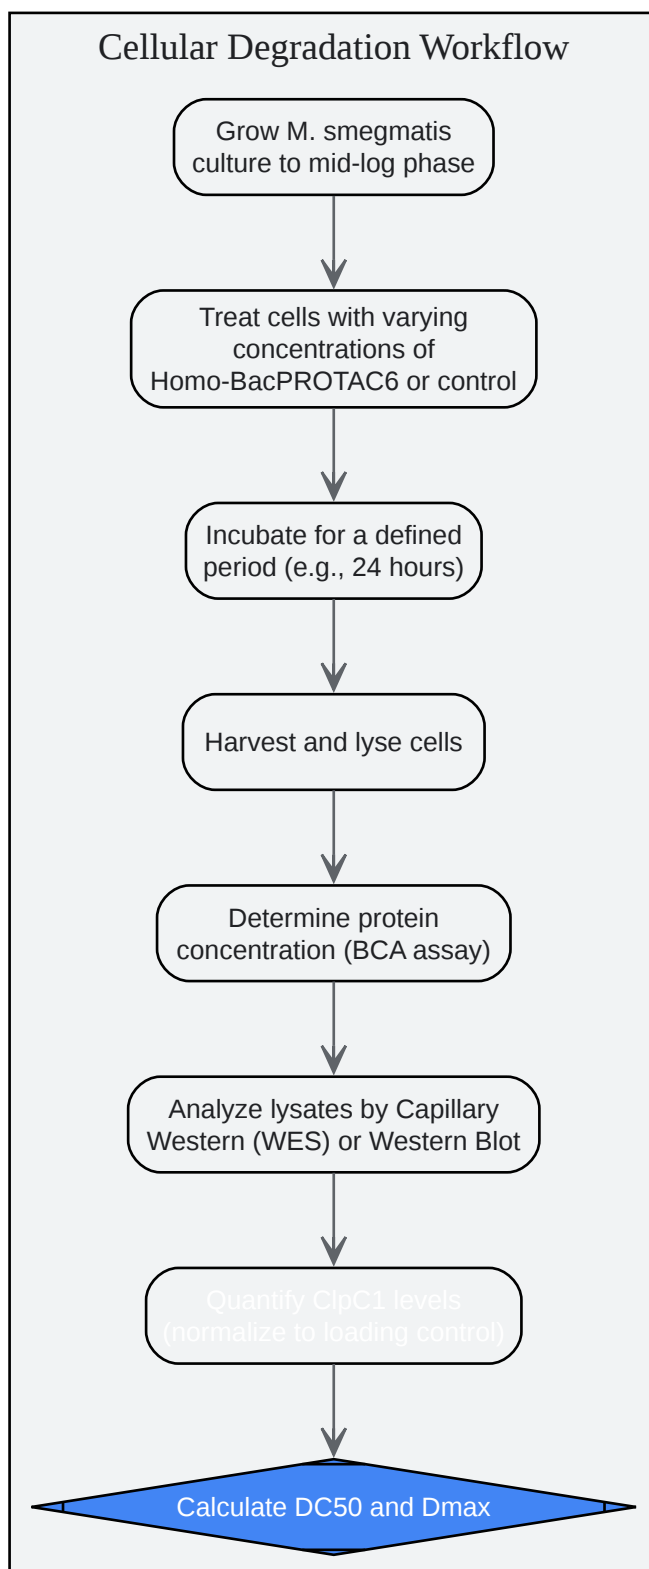 Cellular Degradation Workflow
Grow M. smegmatis
culture to mid-log phase
Treat cells with varying
concentrations of
Homo-BacPROTAC6 or control
Incubate for a defined
period (e.g., 24 hours)
Harvest and lyse cells
Determine protein
concentration (BCA assay)
Analyze lysates by Capillary
Western (WES) or Western Blot
Quantify ClpC1 levels
(normalize to loading control)
Calculate DC50 and Dmax